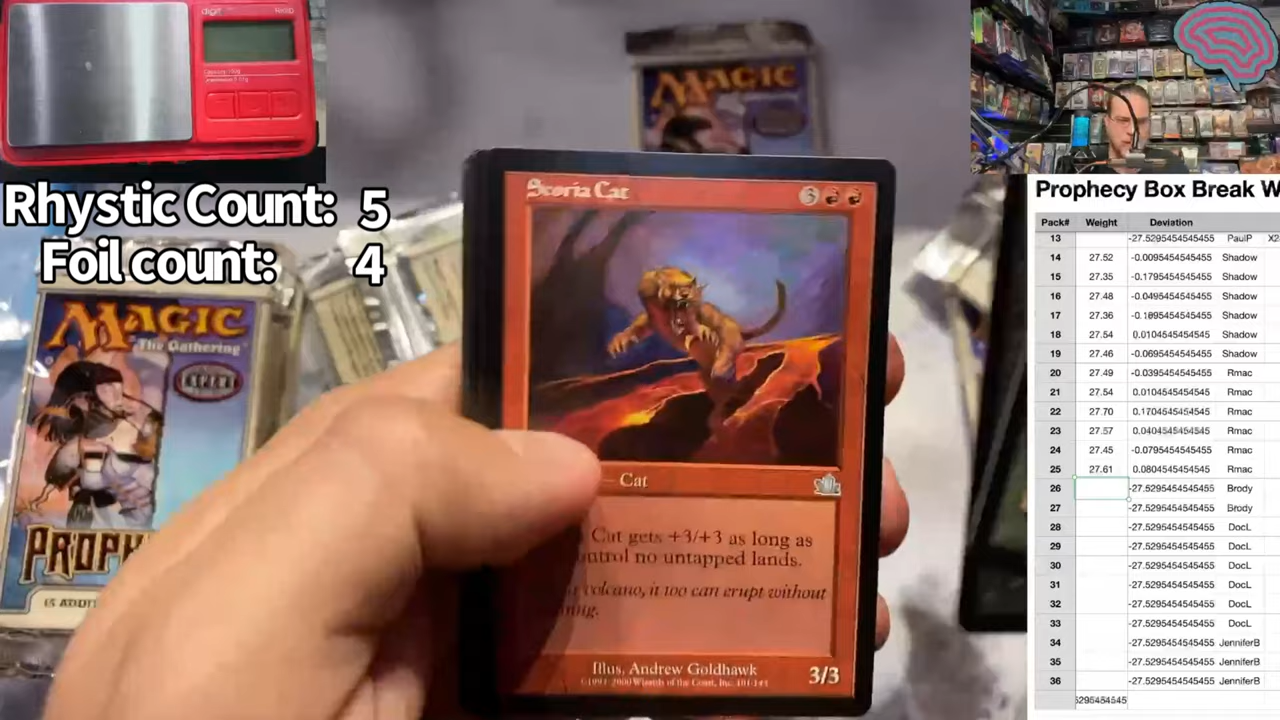 Rhystic Count: 5
Foil count: 4
MAGIC
The Gathering
EXPERT
MAGIC
Scoria Cat
3
– Cat
Cat gets +3/+3 as long as
control no untapped lands.
volcano, it too can erupt without
Illus. Andrew Goldhawk
3/3
Prophecy Box Break W
Pack# Weight Deviation
13 -27.5295454545455 PaulP X2
14 27.52 -0.0095454545455 Shadow
15 27.35 -0.1795454545455 Shadow
16 27.48 -0.0495454545455 Shadow
17 27.36 -0.1695454545455 Shadow
18 27.54 0.0104545454545 Shadow
19 27.46 -0.0695454545455 Shadow
20 27.49 -0.0395454545455 Rmac
21 27.54 0.0104545454545 Rmac
22 27.70 0.1704545454545 Rmac
23 27.57 0.0404545454545 Rmac
24 27.45 -0.0795454545455 Rmac
25 27.61 0.0804545454545 Rmac
26 -27.5295454545455 Brody
27 -27.5295454545455 Brody
28 -27.5295454545455 DocL
29 -27.5295454545455 DocL
30 -27.5295454545455 DocL
31 -27.5295454545455 DocL
32 -27.5295454545455 DocL
33 -27.5295454545455 DocL
34 -27.5295454545455 JenniferB
35 -27.5295454545455 JenniferB
36 -27.5295454545455 JenniferB
5295454545